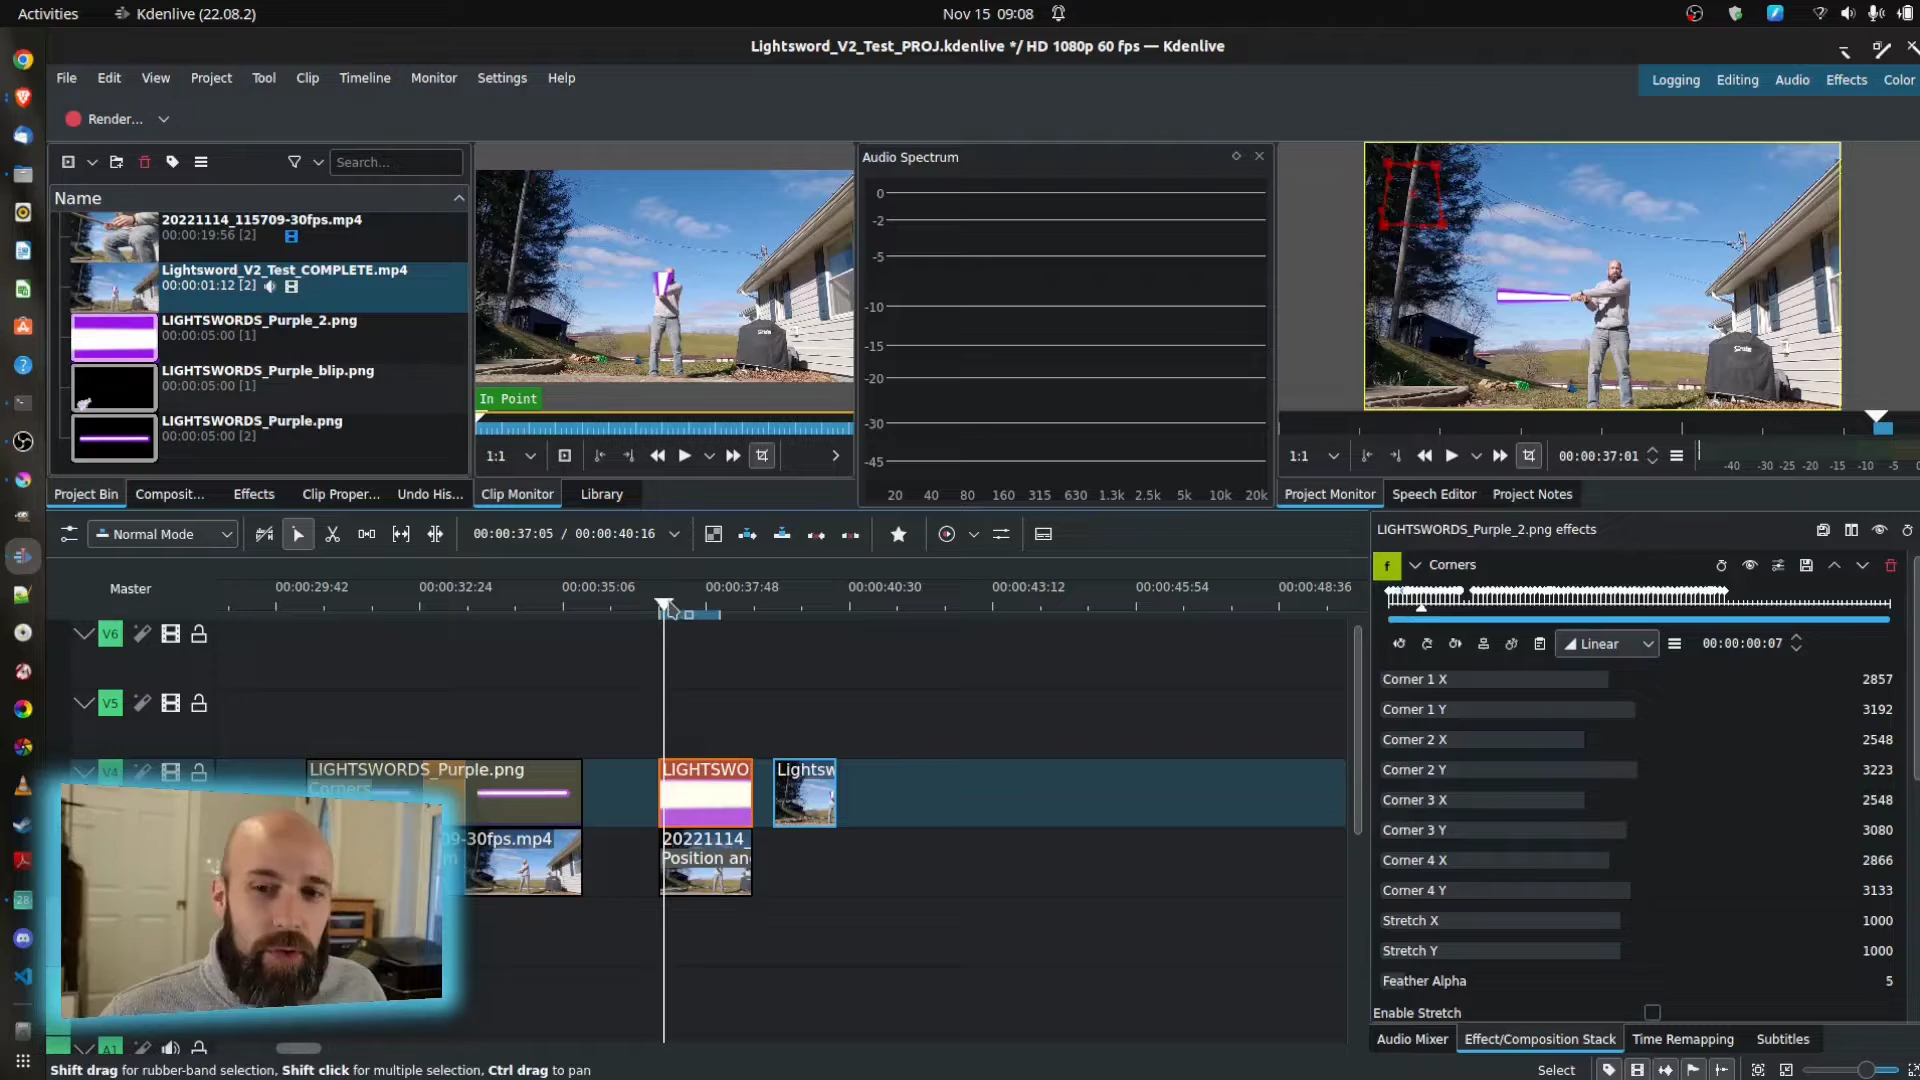 Activities
Kdenlive (22.08.2)
Nov 15 09:08
Lightsword_V2_Test_PROJ.kdenlive */ HD 1080p 60 fps — Kdenlive
File Edit View Project Tool Clip Timeline Monitor Settings Help
Logging Editing Audio Effects Color
Render...
Search...
Name
20221114_115709-30fps.mp4
00:00:19:56 [2]
Lightsword_V2_Test_COMPLETE.mp4
00:00:01:12 [2]
LIGHTSWORDS_Purple_2.png
00:00:05:00 [1]
LIGHTSWORDS_Purple_blip.png
00:00:05:00 [1]
LIGHTSWORDS_Purple.png
00:00:05:00 [2]
In Point
1:1
Audio Spectrum
0
-2
-5
-10
-15
-20
-30
-45
20 40 80 160 315 630 1.3k 2.5k 5k 10k 20k
1:1
00:00:37:01
-40 -30 -25 -20 -15 -10 -5 0
Project Bin Composit... Effects Clip Proper... Undo His...
Clip Monitor Library
Project Monitor Speech Editor Project Notes
Normal Mode
00:00:37:05 / 00:00:40:16
Master
00:00:29:42 00:00:32:24 00:00:35:06 00:00:37:48 00:00:40:30 00:00:43:12 00:00:45:54 00:00:48:36
V6
V5
V4
LIGHTSWORDS_Purple.png
Corners
LIGHTSWO
Lightsw
09-30fps.mp4
20221114_
Position an
A1
LIGHTSWORDS_Purple_2.png effects
f
Corners
Linear
00:00:00:07
Corner 1 X 2857
Corner 1 Y 3192
Corner 2 X 2548
Corner 2 Y 3223
Corner 3 X 2548
Corner 3 Y 3080
Corner 4 X 2866
Corner 4 Y 3133
Stretch X 1000
Stretch Y 1000
Feather Alpha 5
Enable Stretch
Audio Mixer Effect/Composition Stack Time Remapping Subtitles
Shift drag for rubber-band selection, Shift click for multiple selection, Ctrl drag to pan
Select